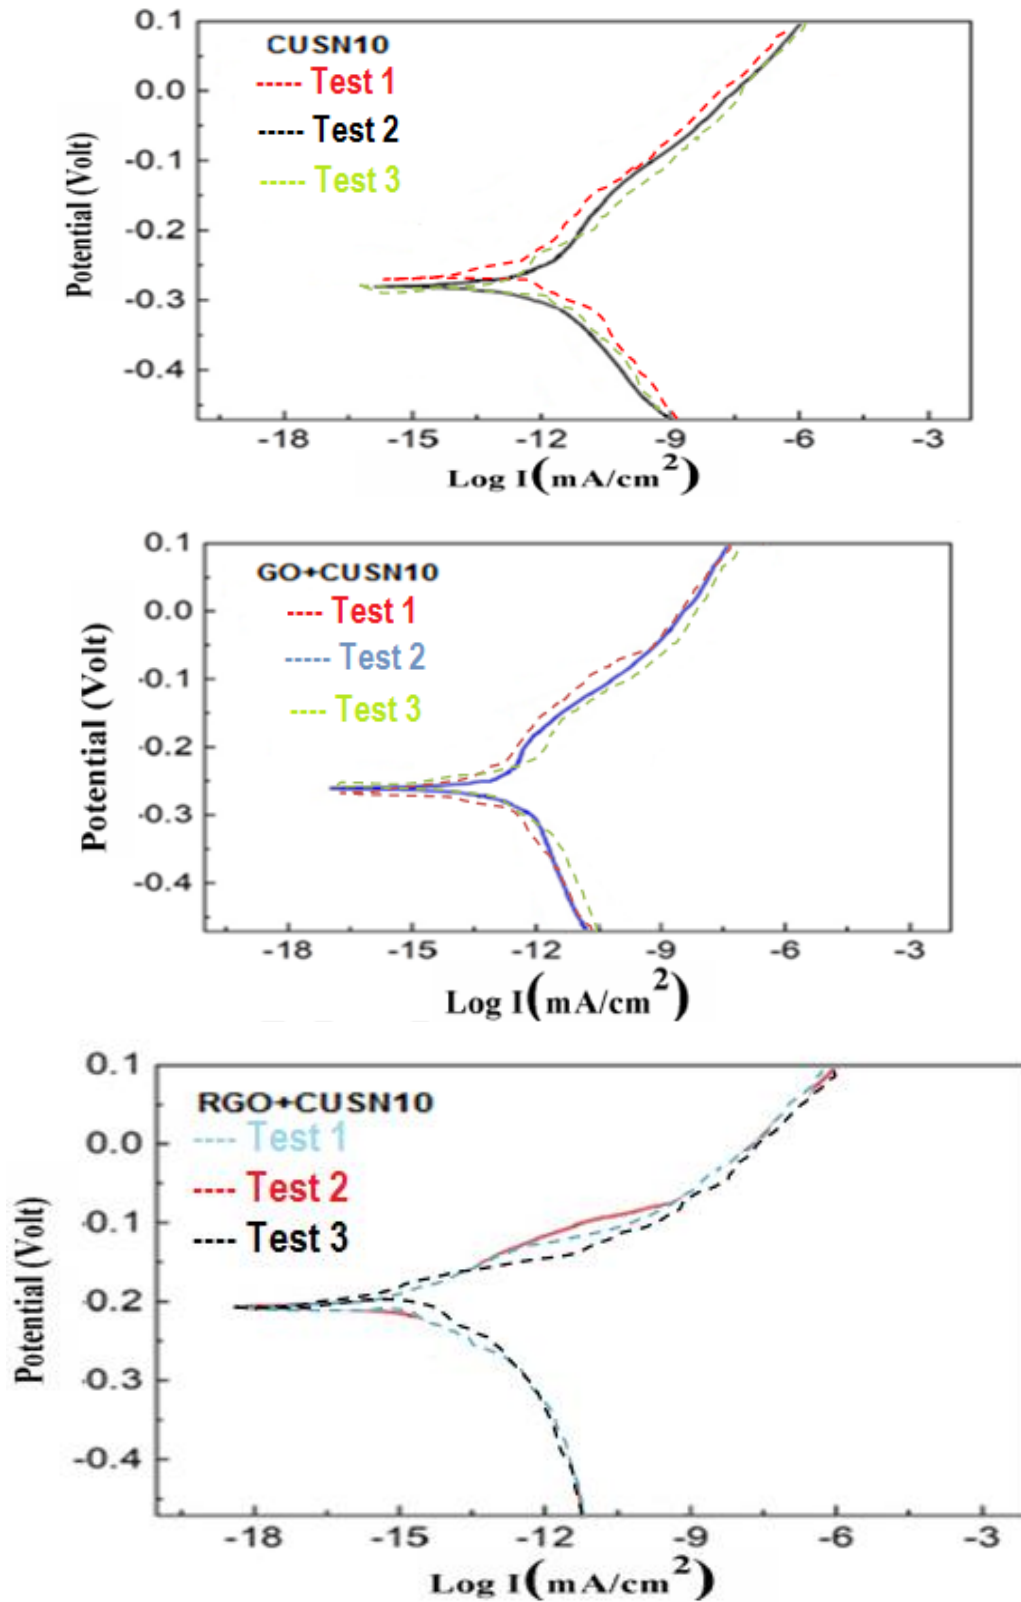 CUSN10
----- Test 1
----- Test 2
----- Test 3
Potential (Volt)
0.1
0.0
-0.1
-0.2
-0.3
-0.4
-18 -15 -12 -9 -6 -3
Log I(mA/cm²)
GO+CUSN10
---- Test 1
----- Test 2
---- Test 3
Potential (Volt)
0.1
0.0
-0.1
-0.2
-0.3
-0.4
-18 -15 -12 -9 -6 -3
Log I(mA/cm²)
RGO+CUSN10
---- Test 1
---- Test 2
---- Test 3
Potential (Volt)
0.1
0.0
-0.1
-0.2
-0.3
-0.4
-18 -15 -12 -9 -6 -3
Log I(mA/cm²)